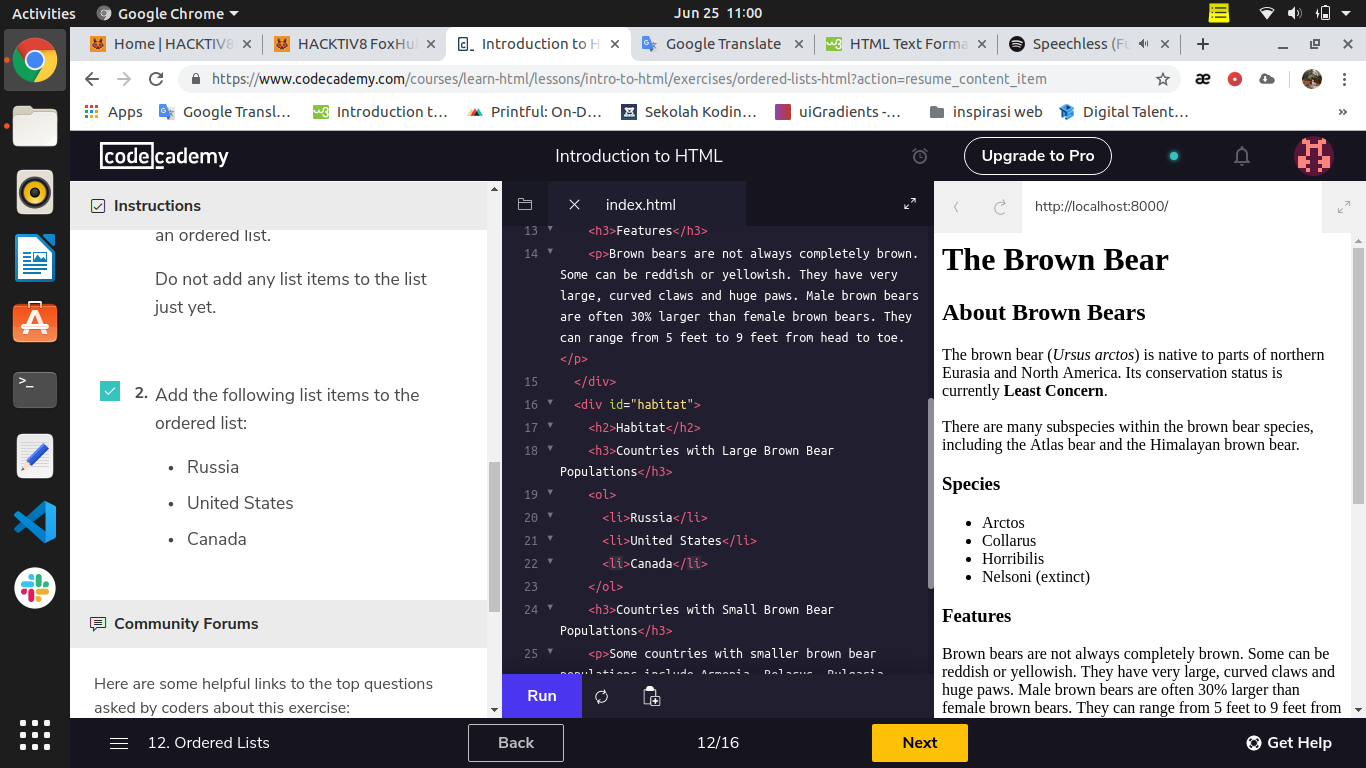 Activities
Google Chrome
Jun 25 11:00
Home | HACKTIV8
HACKTIV8 FoxHu
Introduction to H
Google Translate
HTML Text Forma
Speechless (Fu
https://www.codecademy.com/courses/learn-html/lessons/intro-to-html/exercises/ordered-lists-html?action=resume_content_item
Apps
Google Transl...
Introduction t...
Printful: On-D...
Sekolah Kodin...
uiGradients -...
inspirasi web
Digital Talent...
»
codecademy
Introduction to HTML
Upgrade to Pro
Instructions
an ordered list.
Do not add any list items to the list
just yet.
2. Add the following list items to the
ordered list:
• Russia
• United States
• Canada
Community Forums
Here are some helpful links to the top questions
asked by coders about this exercise:
index.html
13 <h3>Features</h3>
14 <p>Brown bears are not always completely brown.
Some can be reddish or yellowish. They have very
large, curved claws and huge paws. Male brown bears
are often 30% larger than female brown bears. They
can range from 5 feet to 9 feet from head to toe.
</p>
15 </div>
16 <div id="habitat">
17 <h2>Habitat</h2>
18 <h3>Countries with Large Brown Bear
Populations</h3>
19 <ol>
20 <li>Russia</li>
21 <li>United States</li>
22 <li>Canada</li>
23 </ol>
24 <h3>Countries with Small Brown Bear
Populations</h3>
25 <p>Some countries with smaller brown bear
populations include Armenia, Belarus, Bulgaria,
Run
http://localhost:8000/
The Brown Bear
About Brown Bears
The brown bear (Ursus arctos) is native to parts of northern
Eurasia and North America. Its conservation status is
currently Least Concern.
There are many subspecies within the brown bear species,
including the Atlas bear and the Himalayan brown bear.
Species
• Arctos
• Collarus
• Horribilis
• Nelsoni (extinct)
Features
Brown bears are not always completely brown. Some can be
reddish or yellowish. They have very large, curved claws and
huge paws. Male brown bears are often 30% larger than
female brown bears. They can range from 5 feet to 9 feet from
12. Ordered Lists
Back
12/16
Next
Get Help